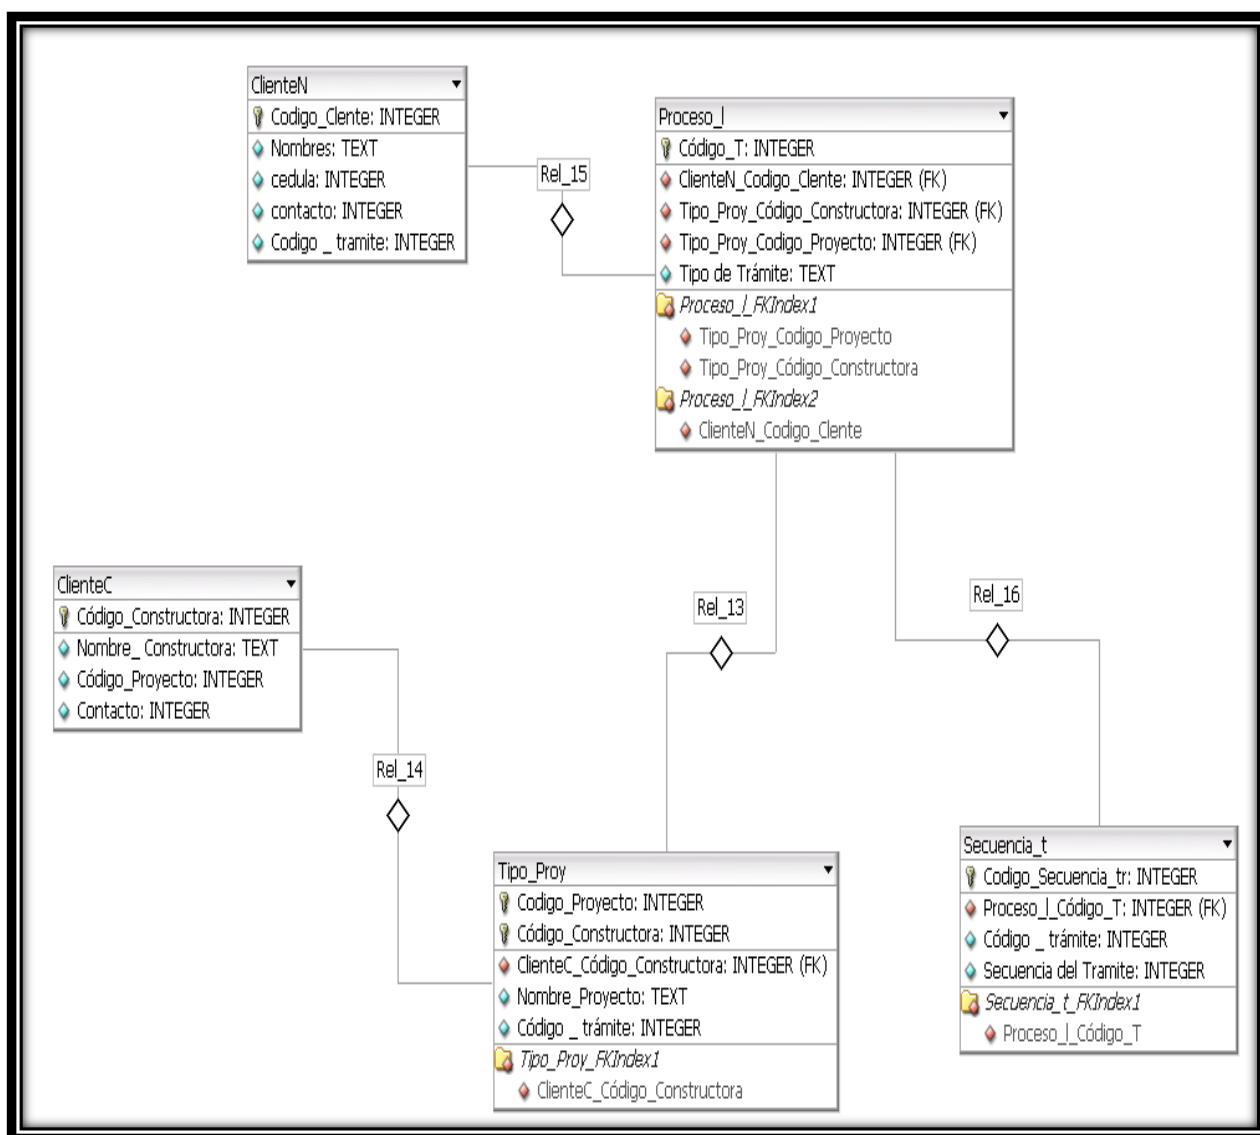 ClienteN
Codigo_Clente: INTEGER
Nombres: TEXT
cedula: INTEGER
contacto: INTEGER
Codigo _ tramite: INTEGER
Rel_15
Proceso_l
Código_T: INTEGER
ClienteN_Codigo_Clente: INTEGER (FK)
Tipo_Proy_Código_Constructora: INTEGER (FK)
Tipo_Proy_Codigo_Proyecto: INTEGER (FK)
Tipo de Trámite: TEXT
Proceso_l_FKIndex1
Tipo_Proy_Codigo_Proyecto
Tipo_Proy_Código_Constructora
Proceso_l_FKIndex2
ClienteN_Codigo_Clente
ClienteC
Código_Constructora: INTEGER
Nombre_ Constructora: TEXT
Código_Proyecto: INTEGER
Contacto: INTEGER
Rel_13
Rel_16
Rel_14
Tipo_Proy
Codigo_Proyecto: INTEGER
Código_Constructora: INTEGER
ClienteC_Código_Constructora: INTEGER (FK)
Nombre_Proyecto: TEXT
Código _ trámite: INTEGER
Tipo_Proy_FKIndex1
ClienteC_Código_Constructora
Secuencia_t
Codigo_Secuencia_tr: INTEGER
Proceso_l_Código_T: INTEGER (FK)
Código _ trámite: INTEGER
Secuencia del Tramite: INTEGER
Secuencia_t_FKIndex1
Proceso_l_Código_T